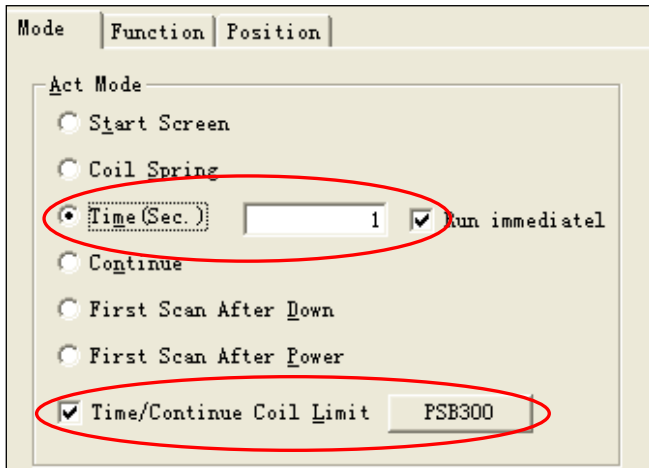 Mode Function Position
Act Mode
Start Screen
Coil Spring
Time(Sec.) 1 Run immediatel
Continue
First Scan After Down
First Scan After Power
Time/Continue Coil Limit PSB300